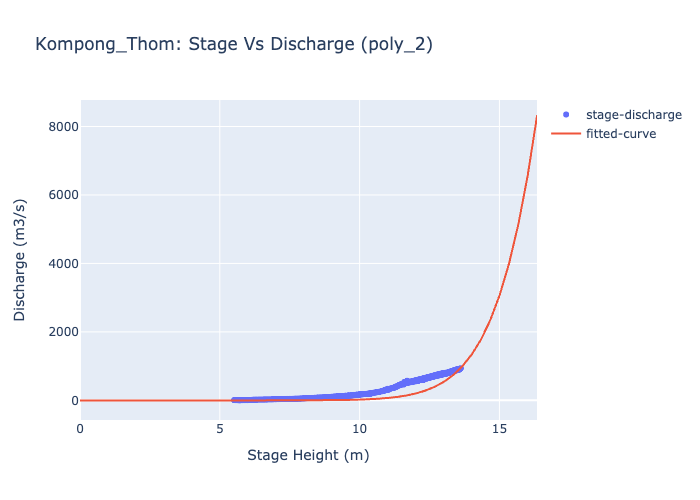 Kompong_Thom: Stage Vs Discharge (poly_2)
stage-discharge
fitted-curve
8000
6000
4000
2000
0
Discharge (m3/s)
0
5
10
15
Stage Height (m)